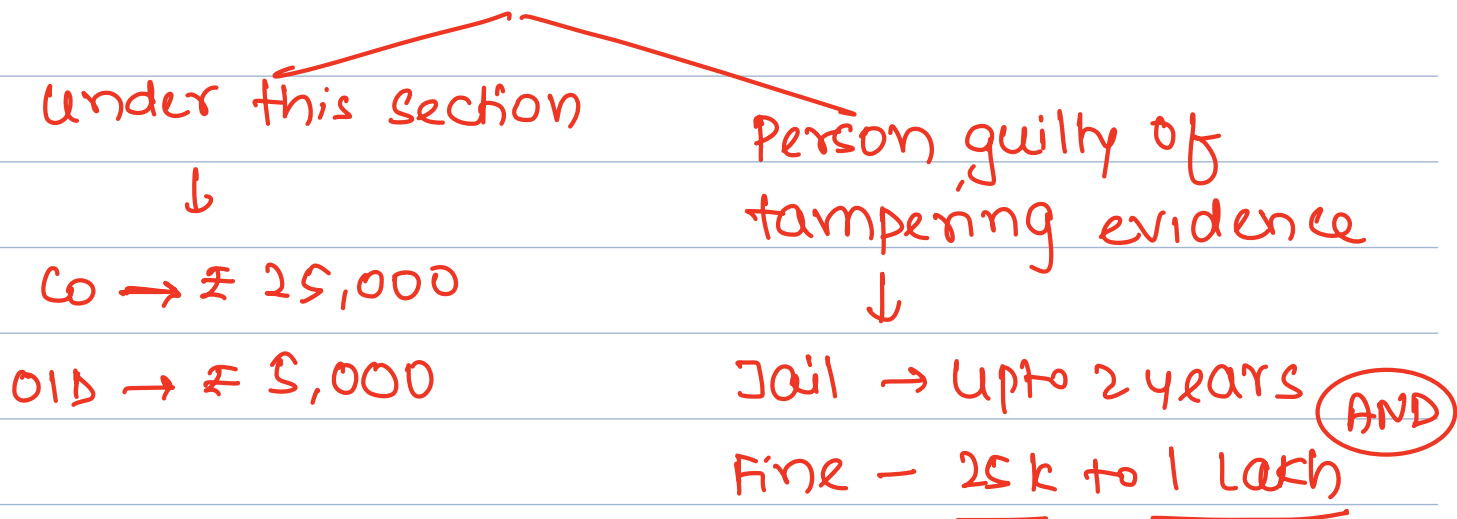 Under this section
↓
Co → ₹ 25,000
OID → ₹ 5,000
Person guilty of
tampering evidence
↓
Jail → Upto 2 years AND
Fine - 25k to 1 Lakh